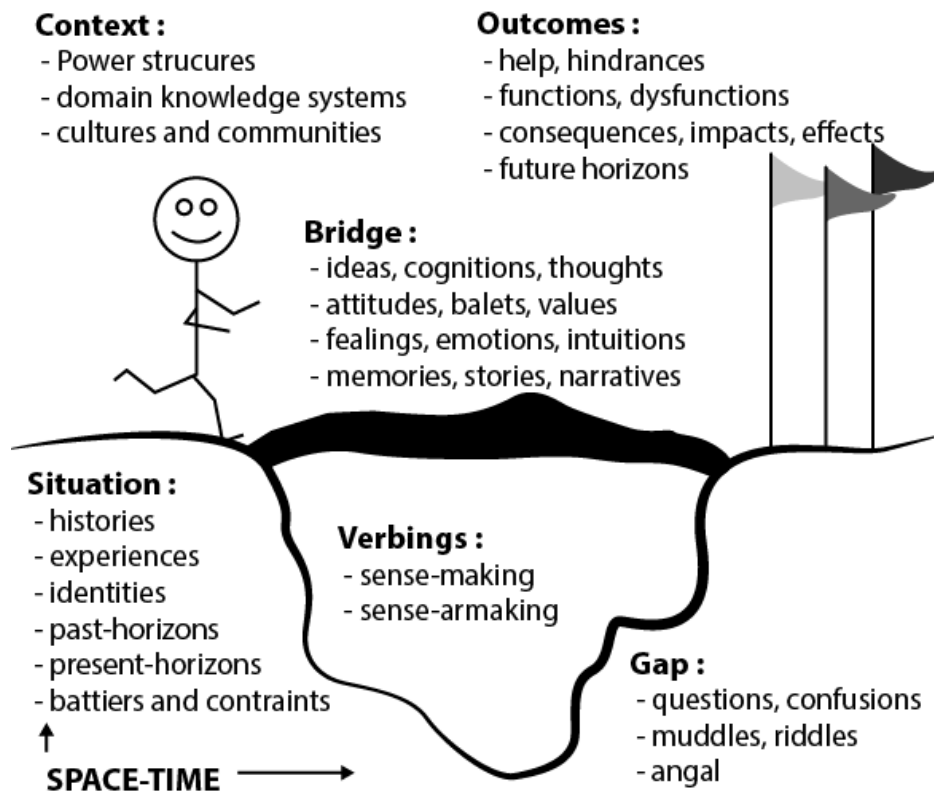 Context :
- Power strucures
- domain knowledge systems
- cultures and communities
Outcomes :
- help, hindrances
- functions, dysfunctions
- consequences, impacts, effects
- future horizons
Bridge :
- ideas, cognitions, thoughts
- attitudes, balets, values
- fealings, emotions, intuitions
- memories, stories, narratives
Situation :
- histories
- experiences
- identities
- past-horizons
- present-horizons
- battiers and contraints
Verbings :
- sense-making
- sense-armaking
Gap :
- questions, confusions
- muddles, riddles
- angal
SPACE-TIME